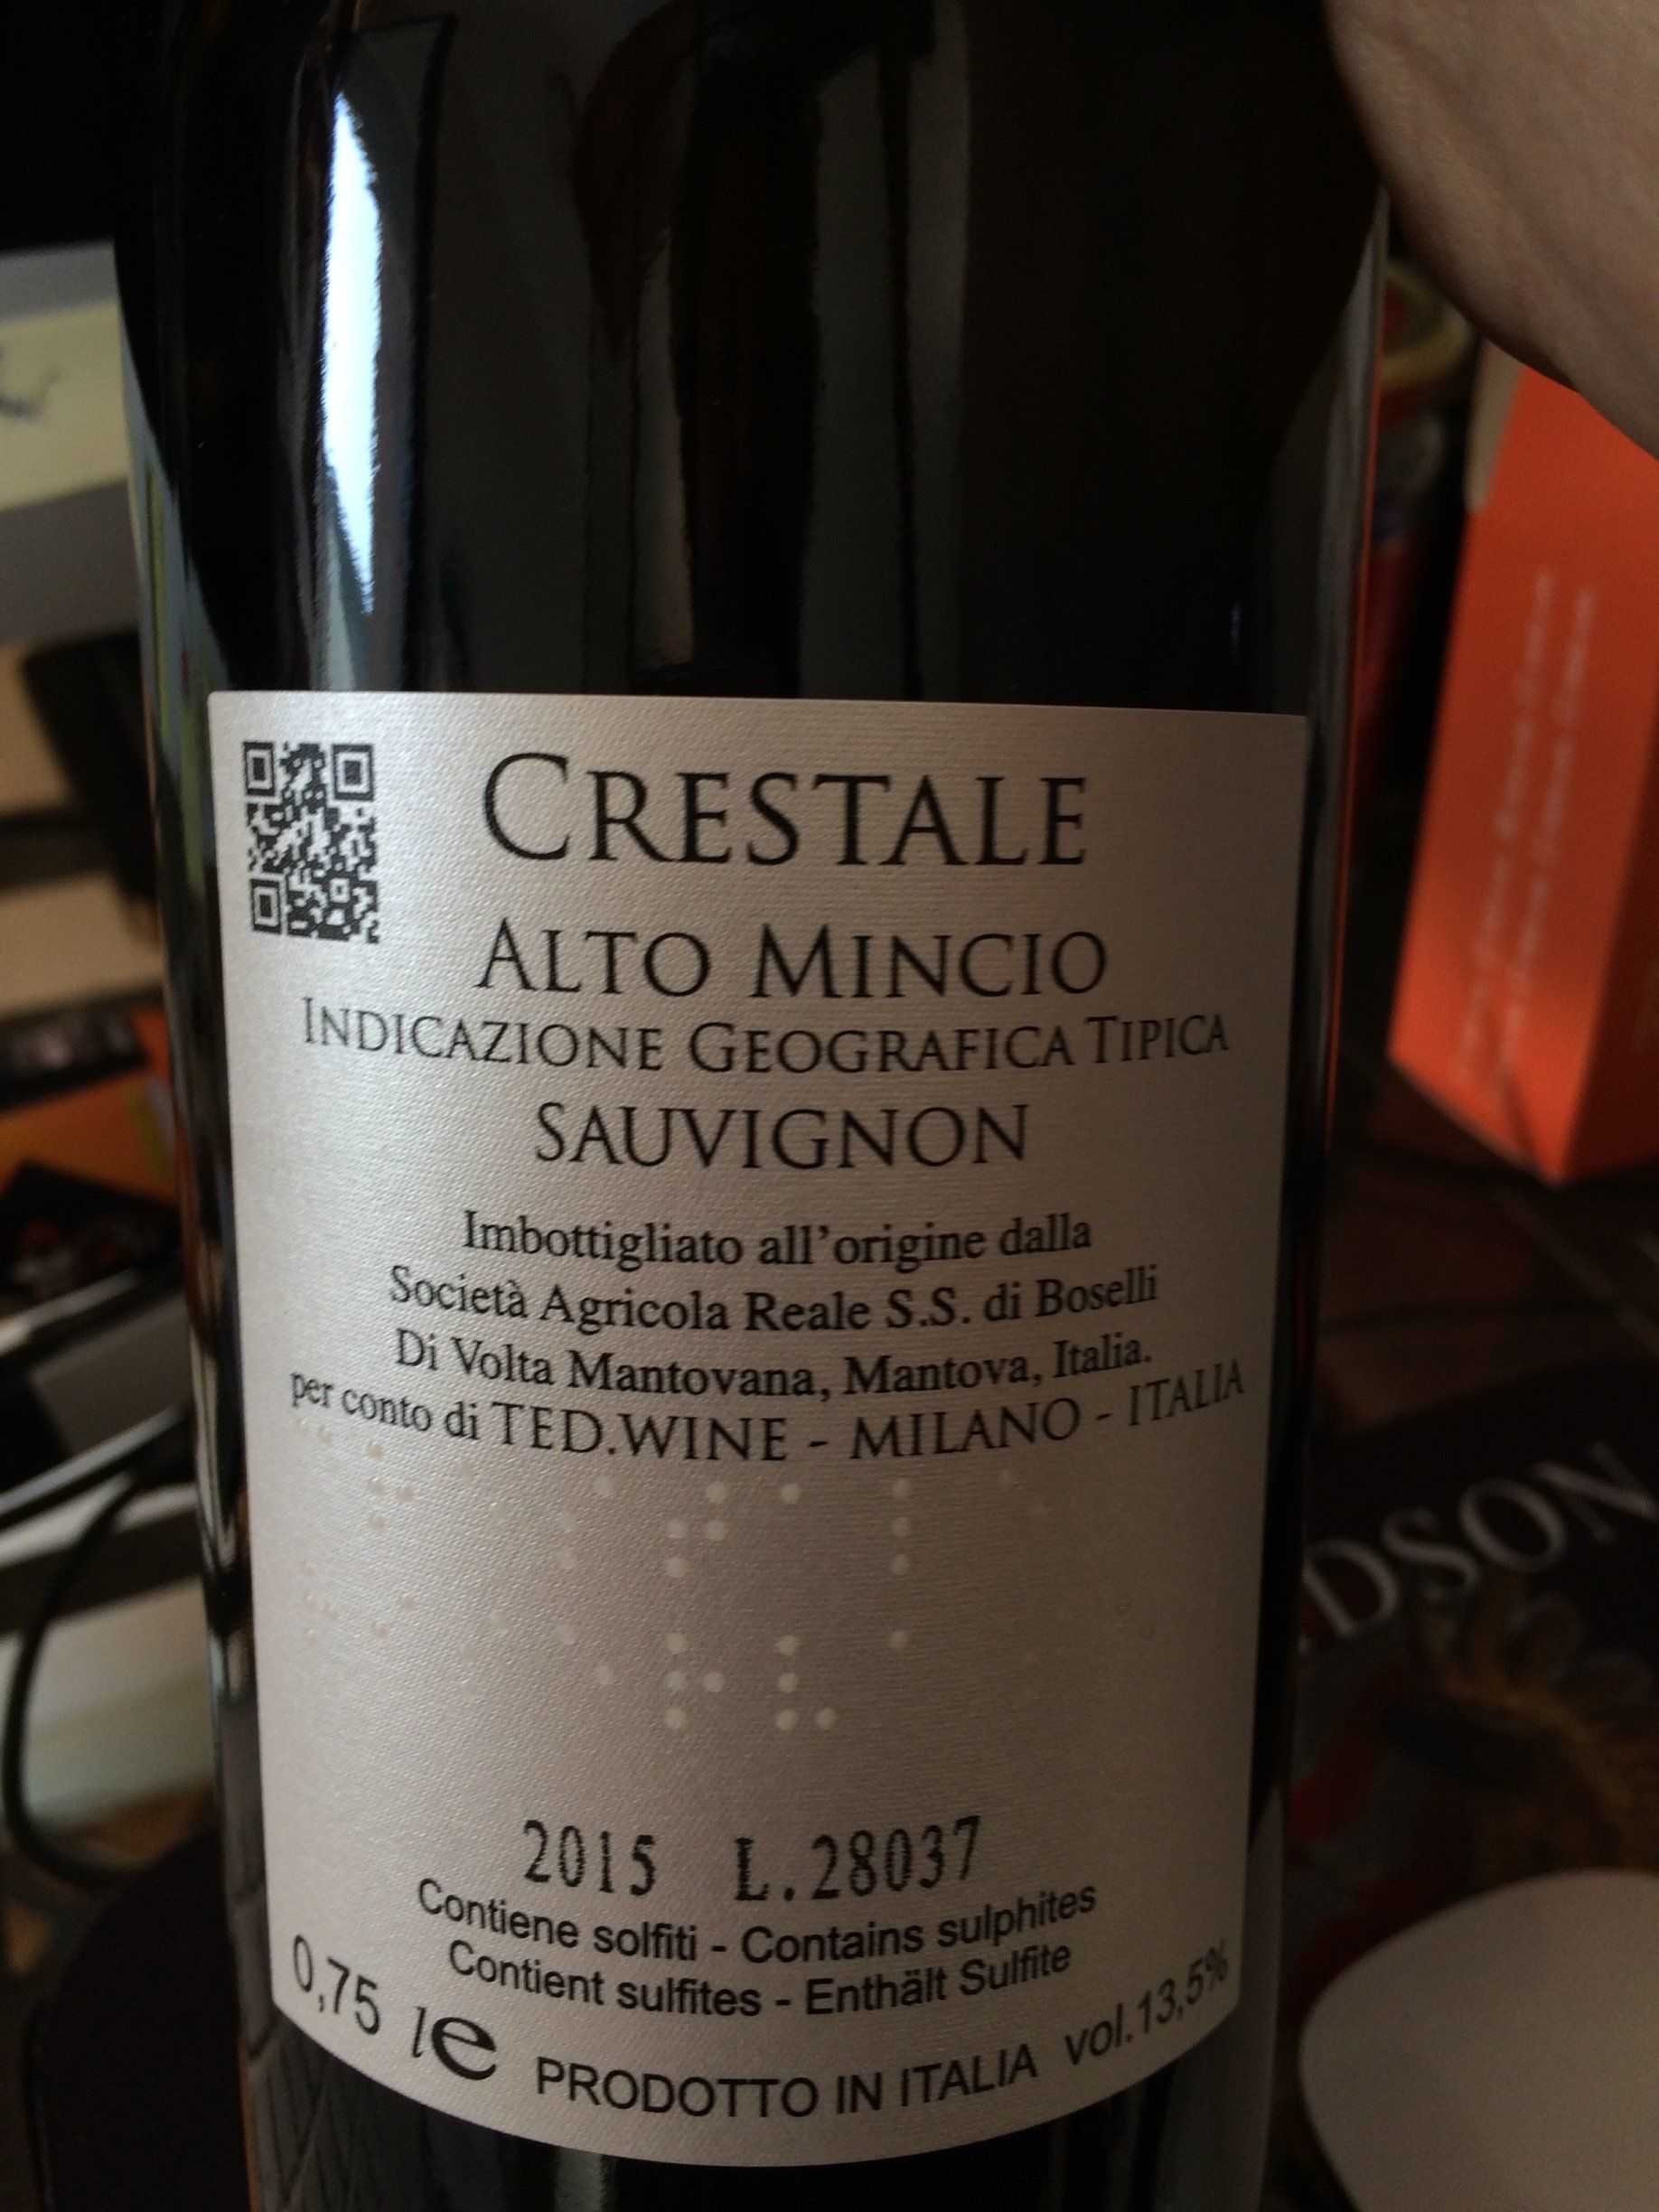 CRESTALE
ALTO MINCIO
INDICAZIONE GEOGRAFICA TIPICA
SAUVIGNON
Imbottigliato all'origine dalla
Società Agricola Reale S.S. di Boselli
Di Volta Mantovana, Mantova, Italia.
per conto di TED.WINE - MILANO - ITALIA
2015 L.28037
Contiene solfiti - Contains sulphites
Contient sulfites - Enthält Sulfite
0,75 le PRODOTTO IN ITALIA vol.13,5%
DSON